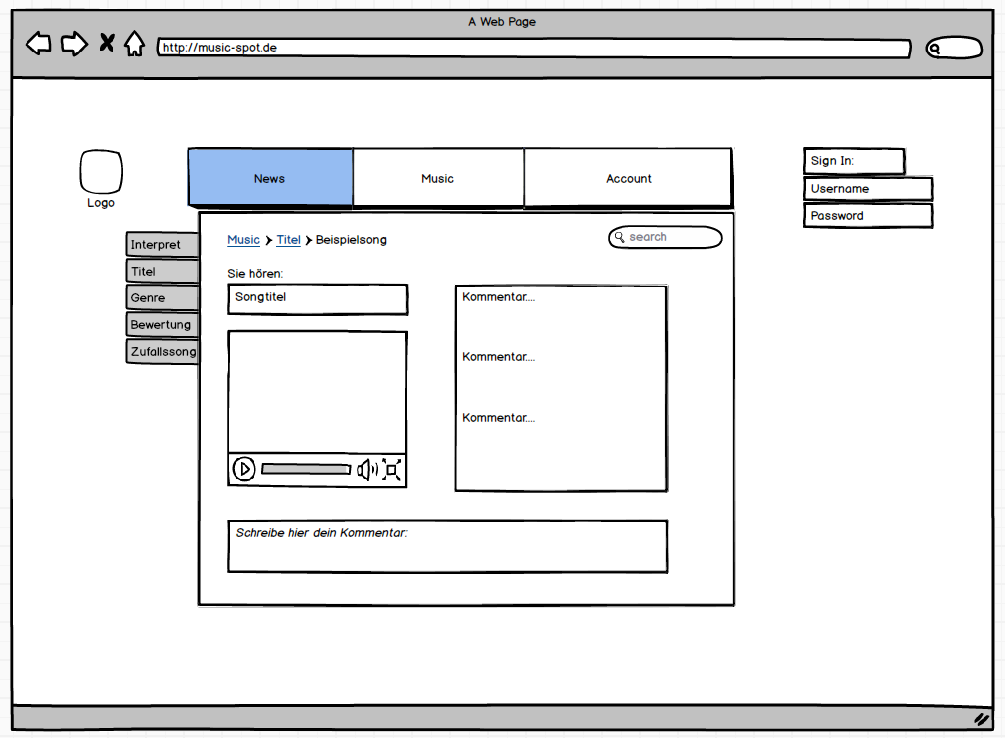 A Web Page
http://music-spot.de
Logo
News
Music
Account
Sign In:
Username
Password
Interpret
Titel
Genre
Bewertung
Zufallssong
Music > Titel > Beispielsong
search
Sie hören:
Songtitel
Kommentar....
Kommentar....
Kommentar....
Schreibe hier dein Kommentar: